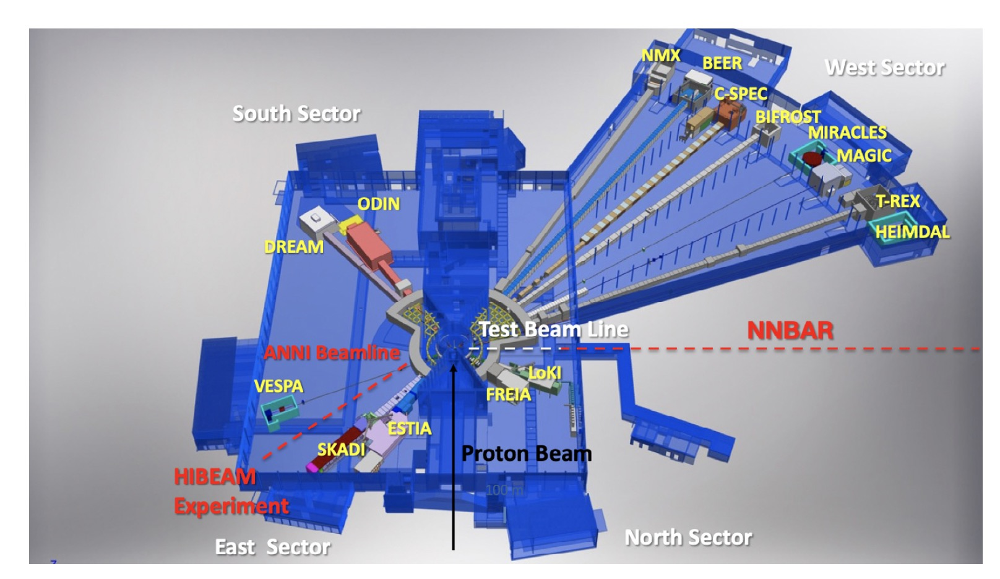 NMX
BEER
West Sector
C-SPEC
South Sector
BIFROST
MIRACLES
MAGIC
ODIN
T-REX
HEIMDAL
DREAM
Test Beam Line
NNBAR
ANNI Beamline
LoKI
VESPA
FREIA
ESTIA
SKADI
Proton Beam
HIBEAM
Experiment
100 m
North Sector
East Sector
Z